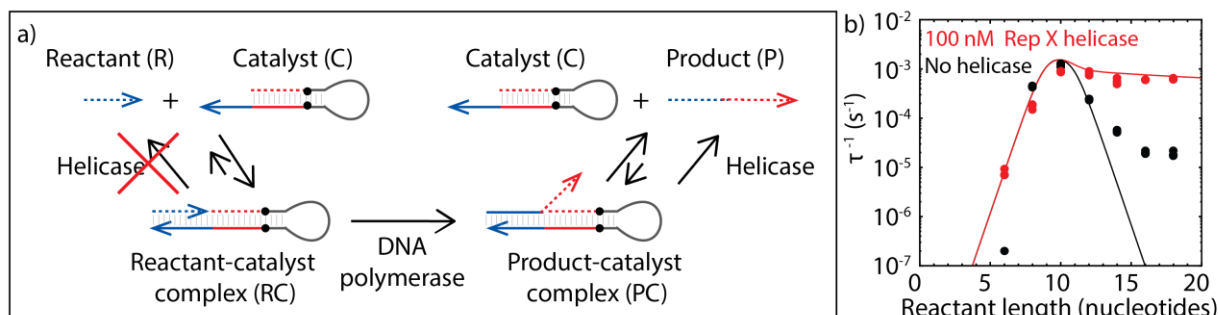 a)
Reactant (R)
Catalyst (C)
Catalyst (C)
Product (P)
+
+
Helicase
Helicase
DNA
polymerase
Reactant-catalyst
complex (RC)
Product-catalyst
complex (PC)
b)
10⁻²
10⁻³
10⁻⁴
10⁻⁵
10⁻⁶
10⁻⁷
τ⁻¹ (s⁻¹)
100 nM Rep X helicase
No helicase
0 5 10 15 20
Reactant length (nucleotides)